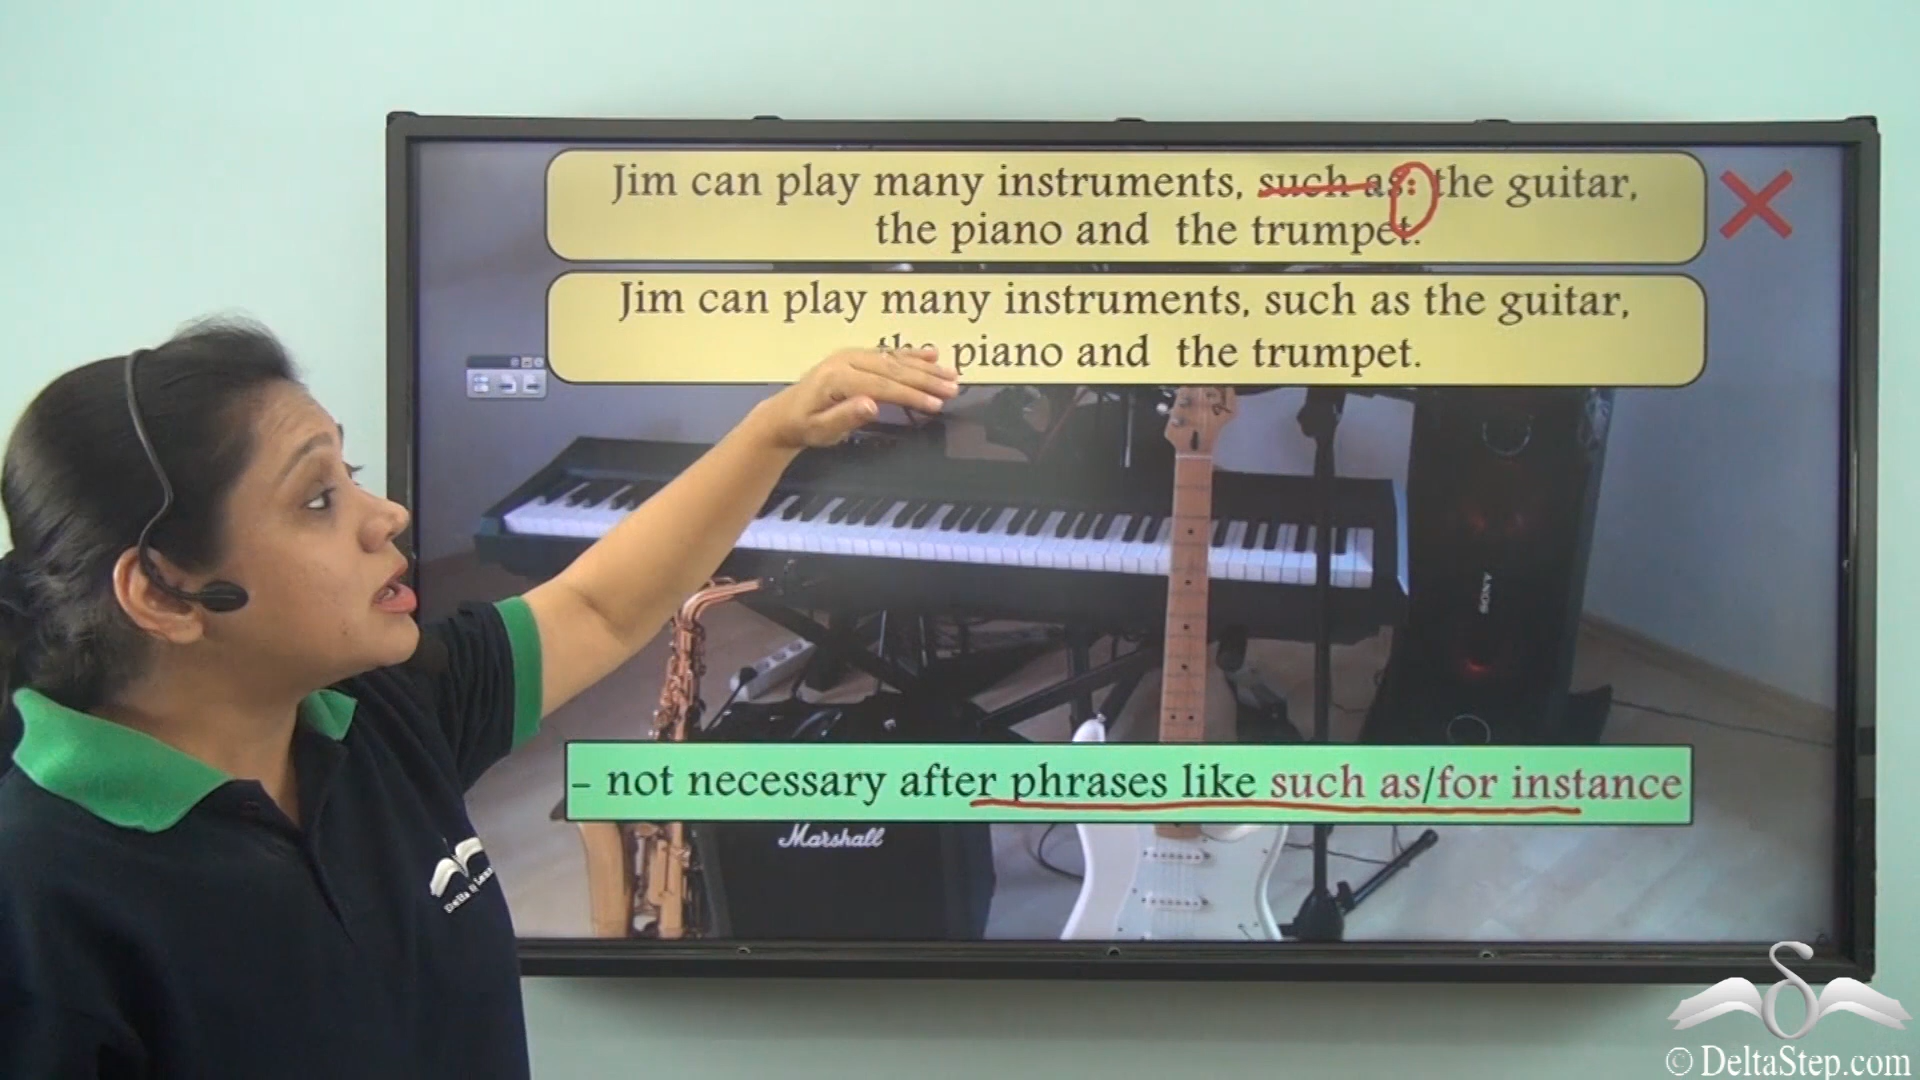 Jim can play many instruments, such as: the guitar,
the piano and the trumpet.
Jim can play many instruments, such as the guitar,
the piano and the trumpet.
SONY
– not necessary after phrases like such as/for instance
Marshall
Delta
© DeltaStep.com